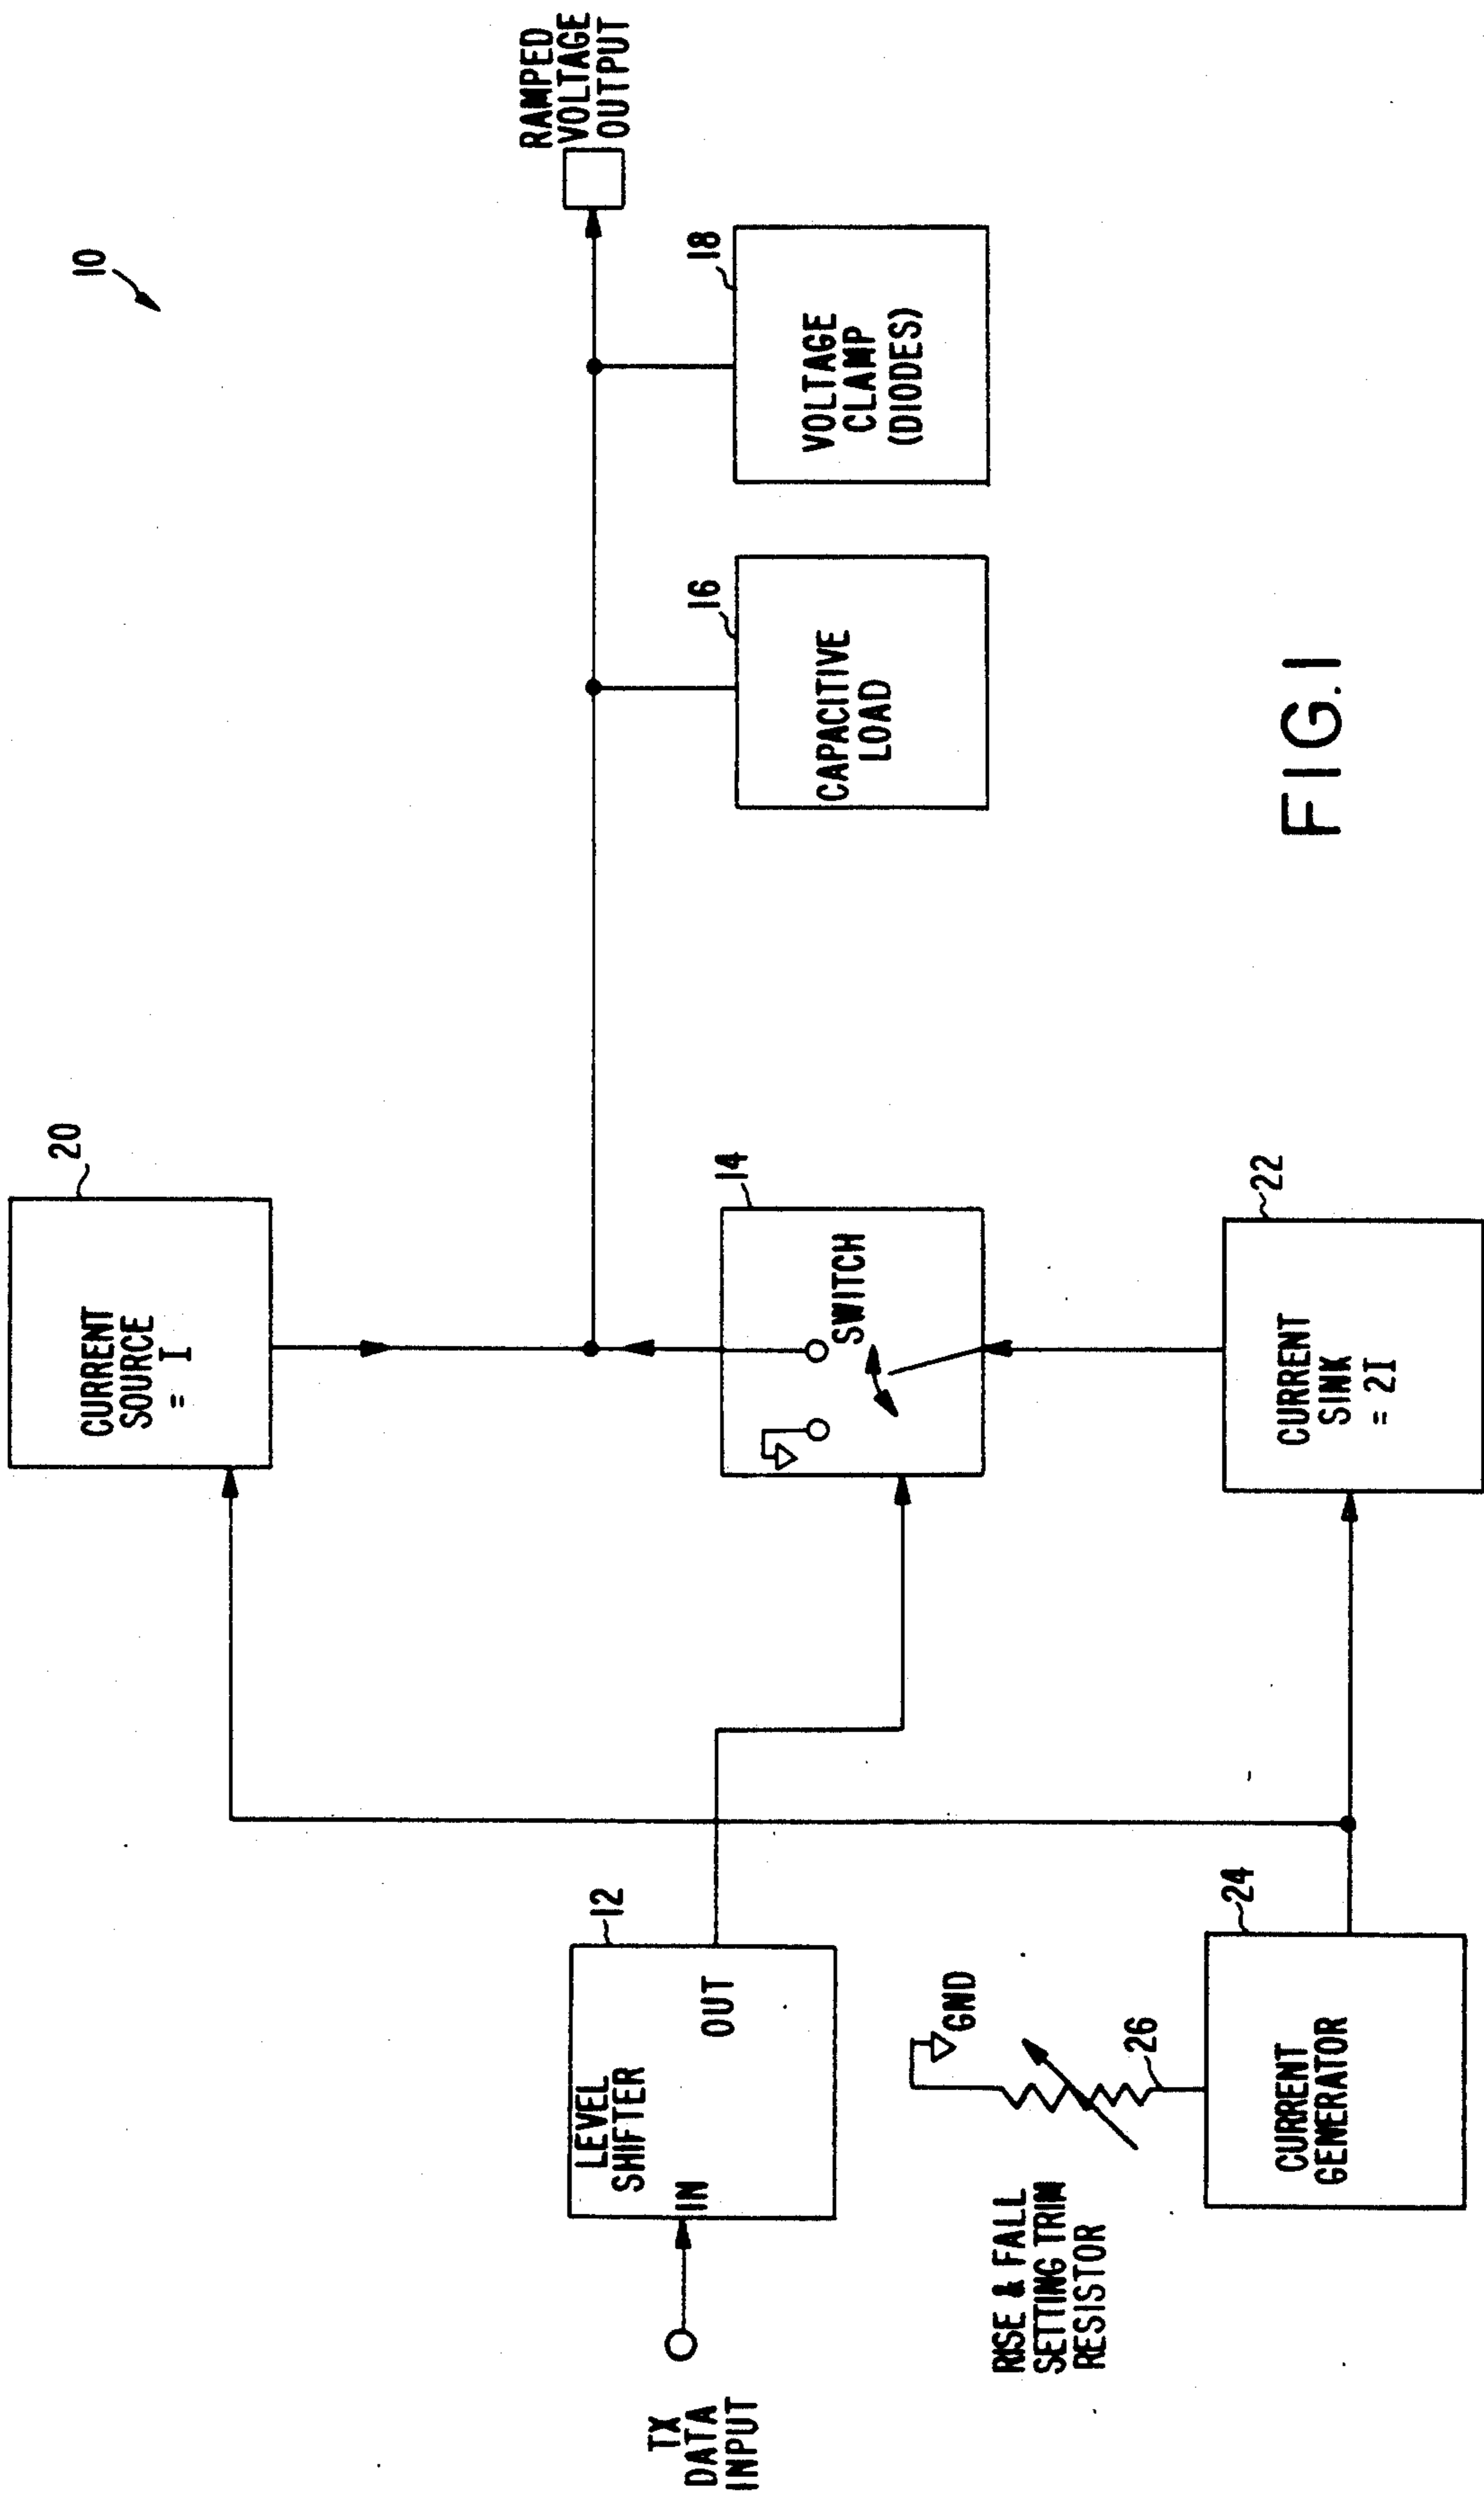 10
CURRENT
SOURCE
= I
20
RAMPED
VOLTAGE
OUTPUT
TX
DATA
INPUT
IN
LEVEL
SHIFTER
OUT
12
SWITCH
14
CAPACITIVE
LOAD
16
VOLTAGE
CLAMP
(DIODES)
18
RISE & FALL
SETTING TRIM
RESISTOR
GND
26
CURRENT
GENERATOR
24
CURRENT
SINK
= 2I
22
FIG. 1